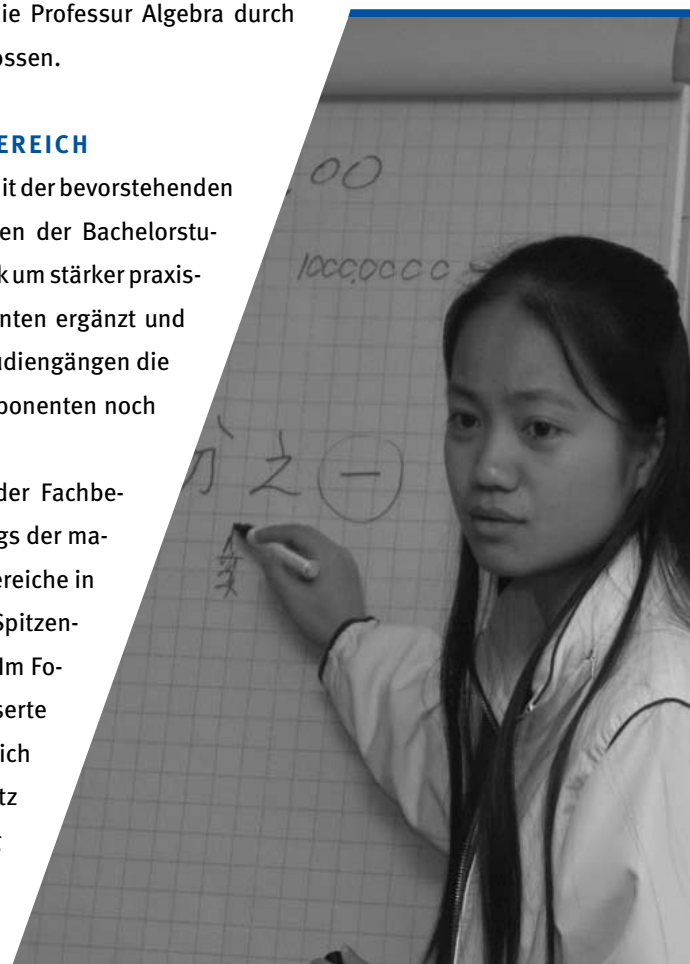 ie Professur Algebra durch
ossen.
EREICH
it der bevorstehenden
en der Bachelorstu-
k um stärker praxis-
nten ergänzt und
udiengängen die
ponenten noch
der Fachbe-
gs der ma-
ereiche in
Spitzen-
Im Fo-
serte
ich
tz
00
1000.0000
之 一